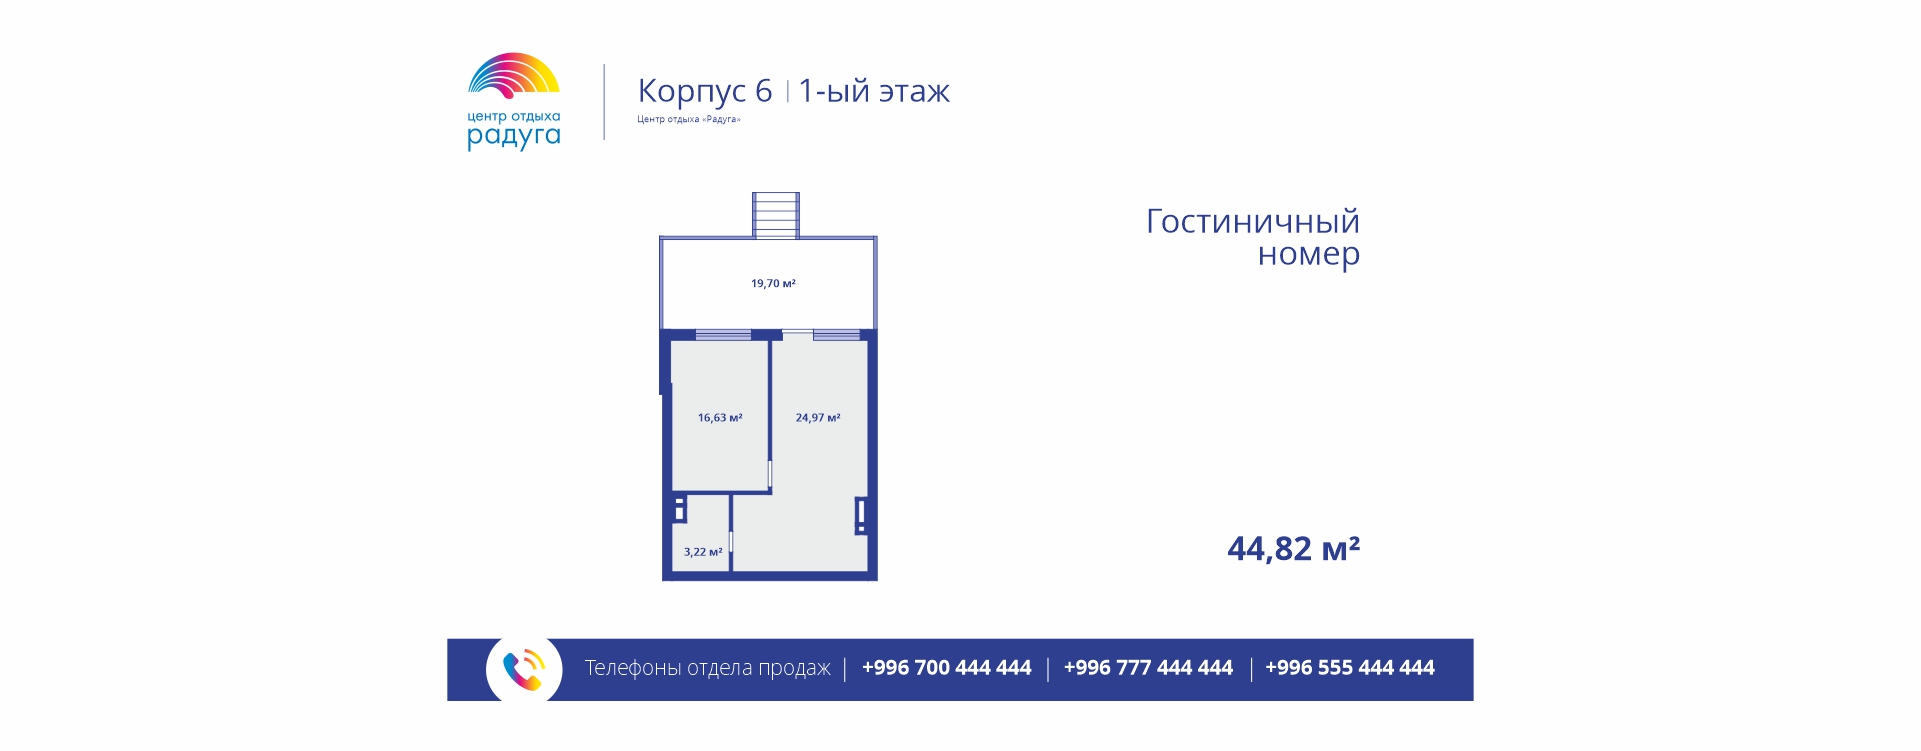 центр отдыха
радуга
Корпус 6 | 1-ый этаж
Центр отдыха «Радуга»
Гостиничный
номер
19,70 м²
16,63 м²
24,97 м²
3,22 м²
44,82 м²
Телефоны отдела продаж | +996 700 444 444 | +996 777 444 444 | +996 555 444 444